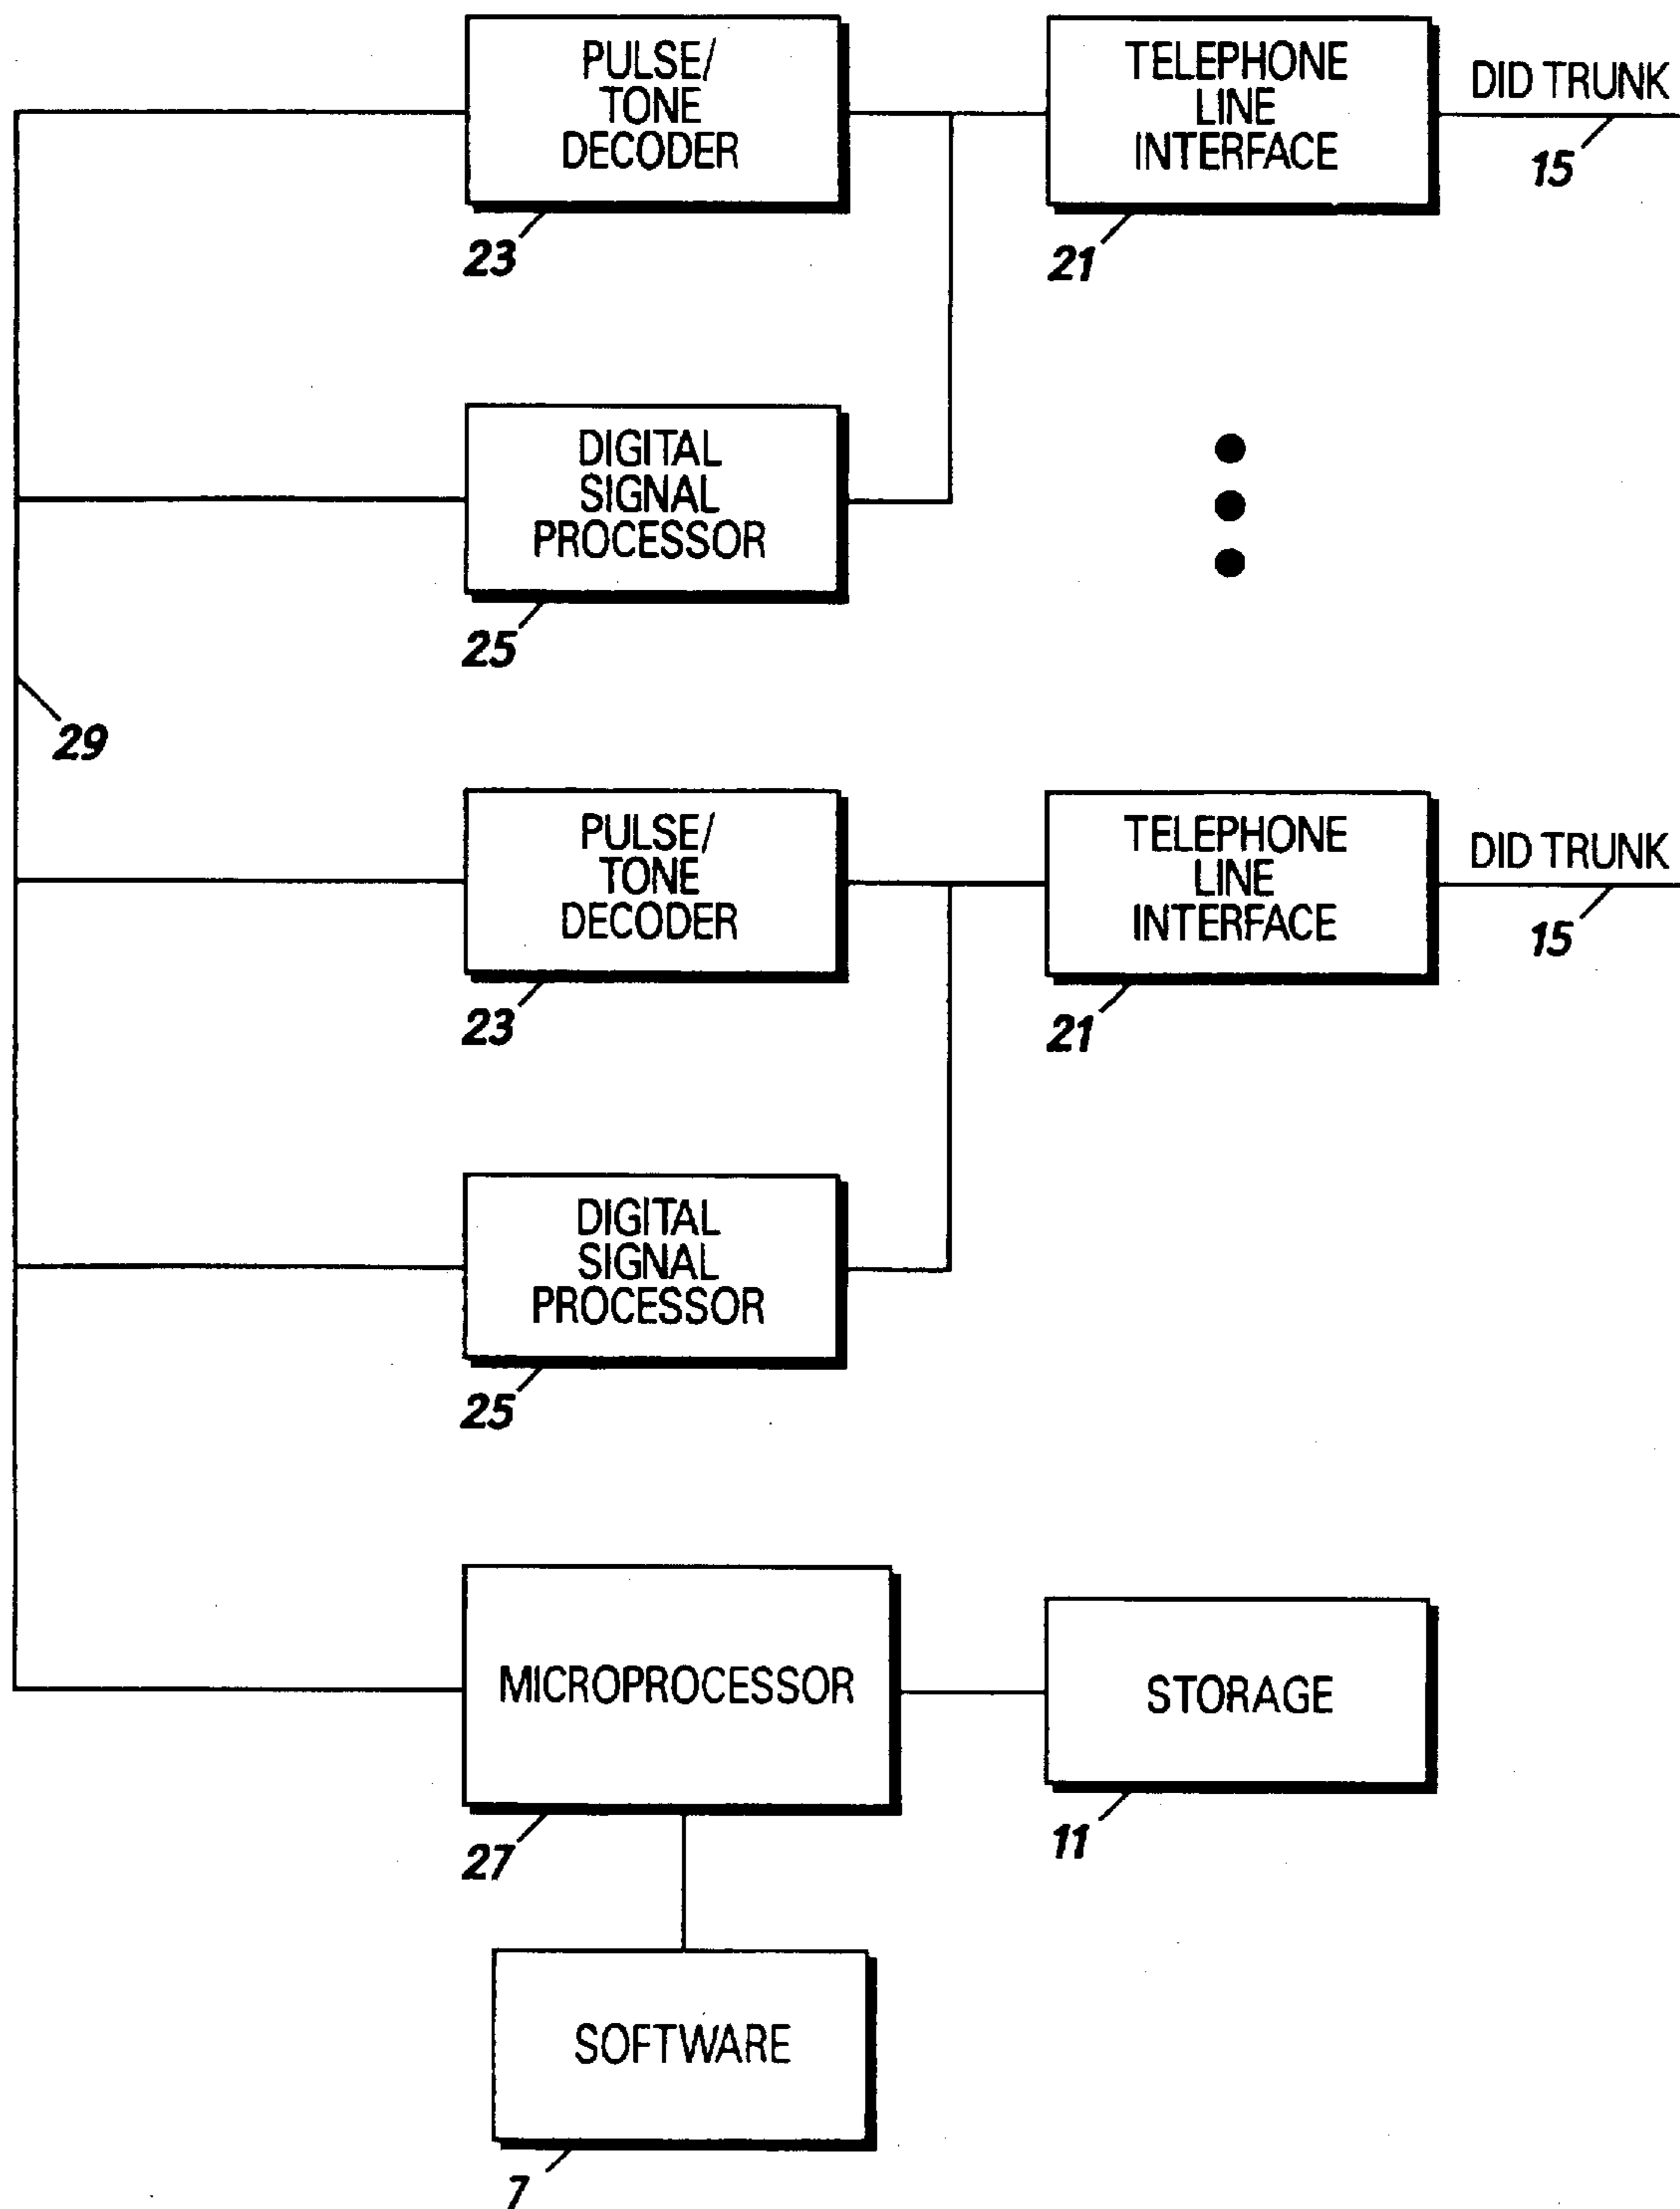 PULSE/
TONE
DECODER
23
TELEPHONE
LINE
INTERFACE
21
DID TRUNK
15
DIGITAL
SIGNAL
PROCESSOR
25
29
PULSE/
TONE
DECODER
23
TELEPHONE
LINE
INTERFACE
21
DID TRUNK
15
DIGITAL
SIGNAL
PROCESSOR
25
MICROPROCESSOR
27
STORAGE
11
SOFTWARE
7